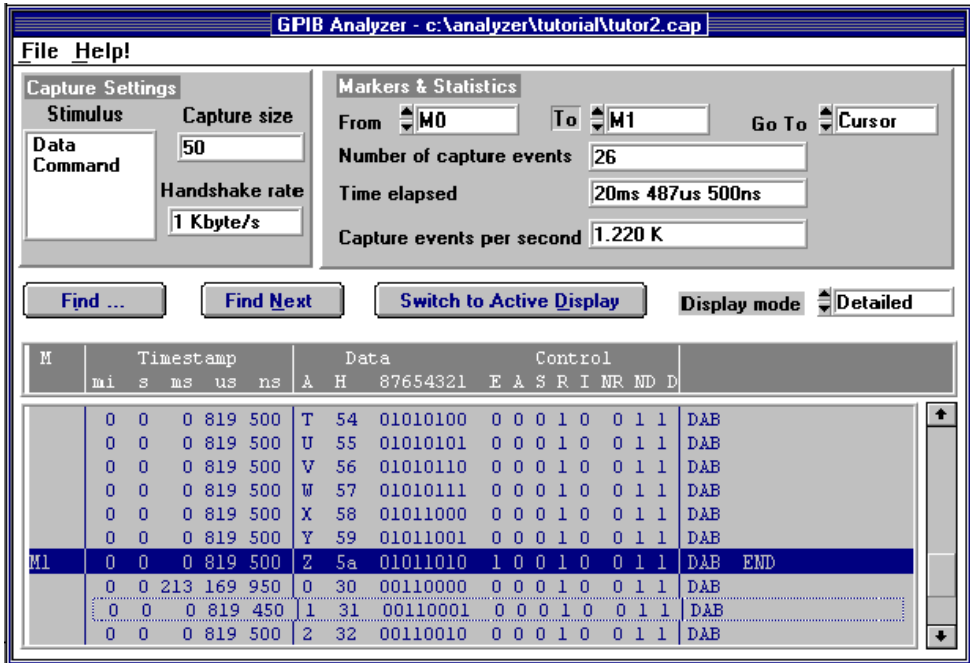 GPIB Analyzer - c:\analyzer\tutorial\tutor2.cap
File Help!
Capture Settings
Stimulus Capture size
Data
Command
50
Handshake rate
1 Kbyte/s
Markers & Statistics
From M0 To M1 Go To Cursor
Number of capture events 26
Time elapsed 20ms 487us 500ns
Capture events per second 1.220 K
Find ... Find Next Switch to Active Display Display mode Detailed
M Timestamp Data Control
mi s ms us ns A H 87654321 E A S R I NR ND D
0 0 0 819 500 T 54 01010100 0 0 0 1 0 0 1 1 DAB
0 0 0 819 500 U 55 01010101 0 0 0 1 0 0 1 1 DAB
0 0 0 819 500 V 56 01010110 0 0 0 1 0 0 1 1 DAB
0 0 0 819 500 W 57 01010111 0 0 0 1 0 0 1 1 DAB
0 0 0 819 500 X 58 01011000 0 0 0 1 0 0 1 1 DAB
0 0 0 819 500 Y 59 01011001 0 0 0 1 0 0 1 1 DAB
M1 0 0 0 819 500 Z 5a 01011010 1 0 0 1 0 0 1 1 DAB END
0 0 213 169 950 0 30 00110000 0 0 0 1 0 0 1 1 DAB
0 0 0 819 450 1 31 00110001 0 0 0 1 0 0 1 1 DAB
0 0 0 819 500 2 32 00110010 0 0 0 1 0 0 1 1 DAB